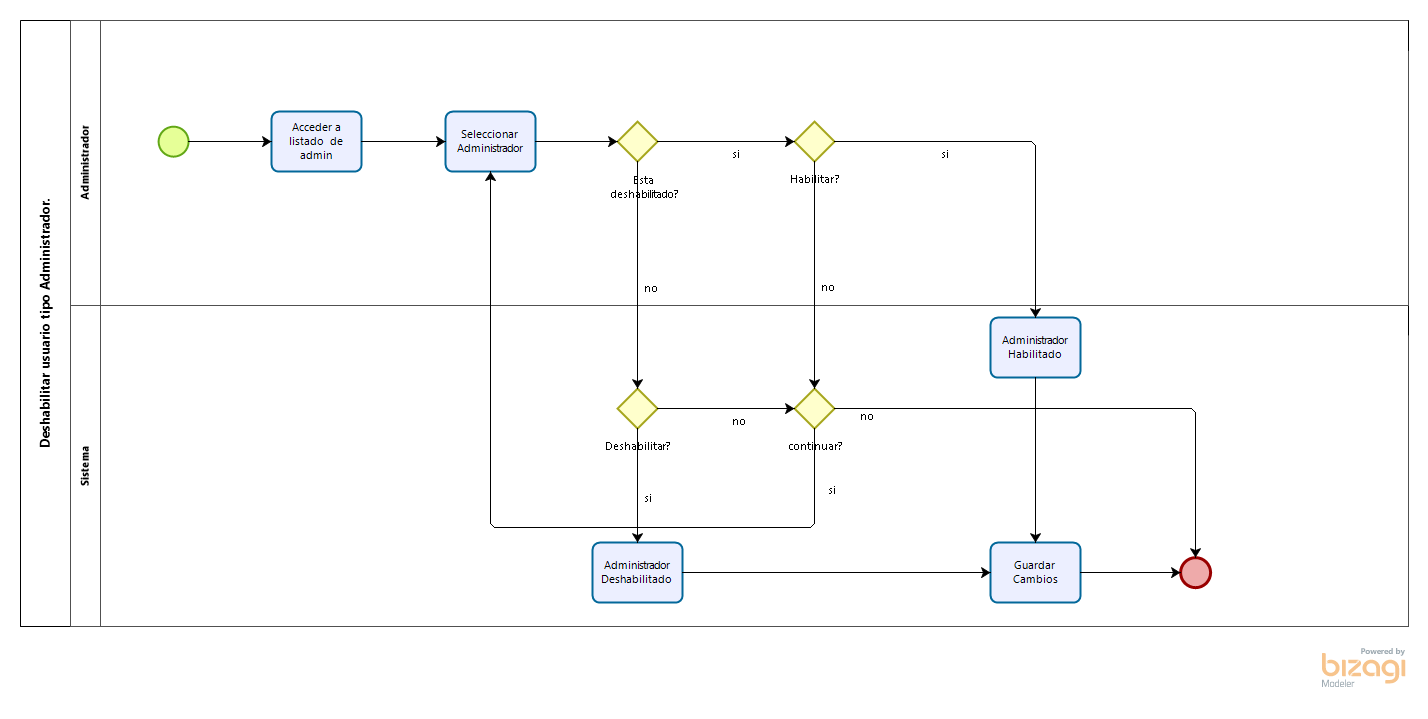 Deshabilitar usuario tipo Administrador.
Administrador
Acceder a
listado de
admin
Seleccionar
Administrador
Esta
deshabilitado?
si
Habilitar?
si
no
no
Sistema
Administrador
Habilitado
Deshabilitar?
no
continuar?
no
si
si
Administrador
Deshabilitado
Guardar
Cambios
Powered by
bizagi
Modeler